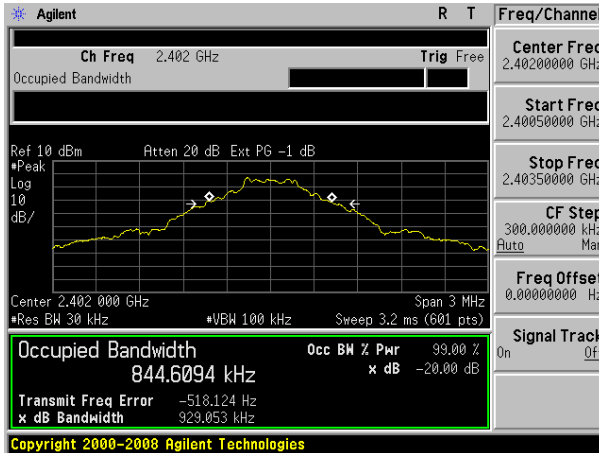 Agilent R T Freq/Channel
Ch Freq 2.402 GHz Trig Free
Occupied Bandwidth
Center Freq
2.40200000 GHz
Start Freq
2.40050000 GHz
Stop Freq
2.40350000 GHz
CF Step
300.000000 kHz
Auto Man
Freq Offset
0.00000000 Hz
Signal Track
On Off
Ref 10 dBm Atten 20 dB Ext PG -1 dB
#Peak
Log
10
dB/
Center 2.402 000 GHz Span 3 MHz
#Res BW 30 kHz #VBW 100 kHz Sweep 3.2 ms (601 pts)
Occupied Bandwidth Occ BW % Pwr 99.00 %
844.6094 kHz x dB -20.00 dB
Transmit Freq Error -518.124 Hz
x dB Bandwidth 929.053 kHz
Copyright 2000-2008 Agilent Technologies